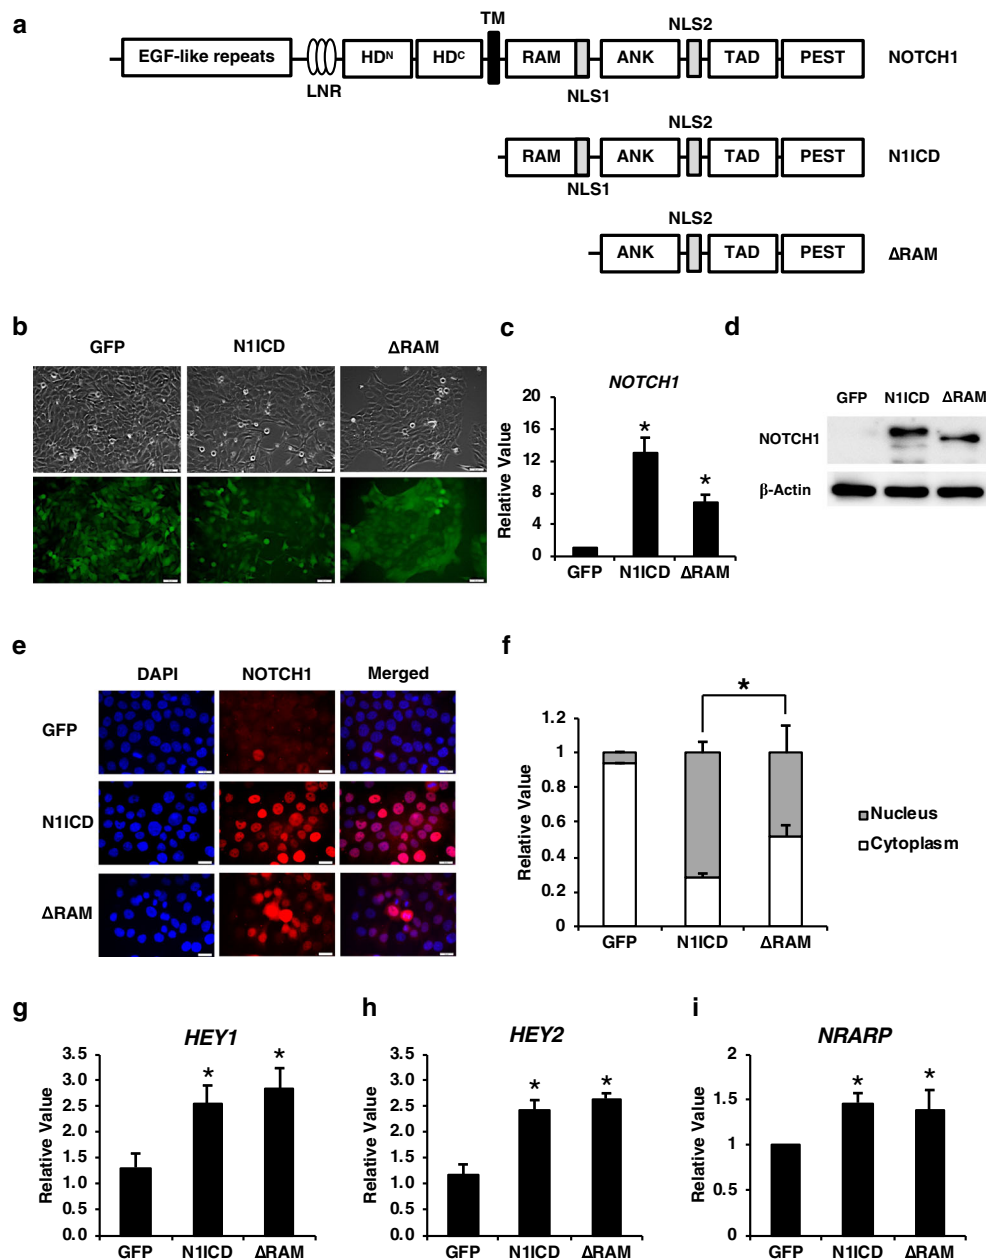 a
TM
NLS2
EGF-like repeats
LNR
HDᴺ
HDᶜ
RAM
NLS1
ANK
TAD
PEST
NOTCH1
NLS2
RAM
NLS1
ANK
TAD
PEST
N1ICD
NLS2
ANK
TAD
PEST
ΔRAM
b
GFP N1ICD ΔRAM
c
NOTCH1
Relative Value
20
16
12
8
4
0
* *
GFP N1ICD ΔRAM
d
GFP N1ICD ΔRAM
NOTCH1
β-Actin
e
DAPI NOTCH1 Merged
GFP
N1ICD
ΔRAM
f
*
Relative Value
1.2
1
0.8
0.6
0.4
0.2
0
GFP N1ICD ΔRAM
Nucleus
Cytoplasm
g
HEY1
Relative Value
3.5
3.0
2.5
2.0
1.5
1.0
0.5
0.0
* *
GFP N1ICD ΔRAM
h
HEY2
Relative Value
3.5
3.0
2.5
2.0
1.5
1.0
0.5
0.0
* *
GFP N1ICD ΔRAM
i
NRARP
Relative Value
2
1.5
1
0.5
0
* *
GFP N1ICD ΔRAM